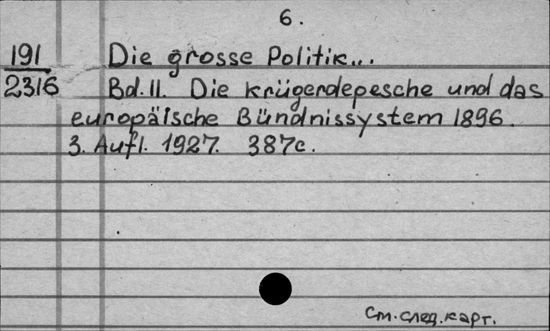 6.
191 Die grosse Politik...
2316 Bd. 11. Die krügerdepesche und das
europäische Bündnissystem 1896.
3. Aufl. 1927. 387с.
См. след. карт.